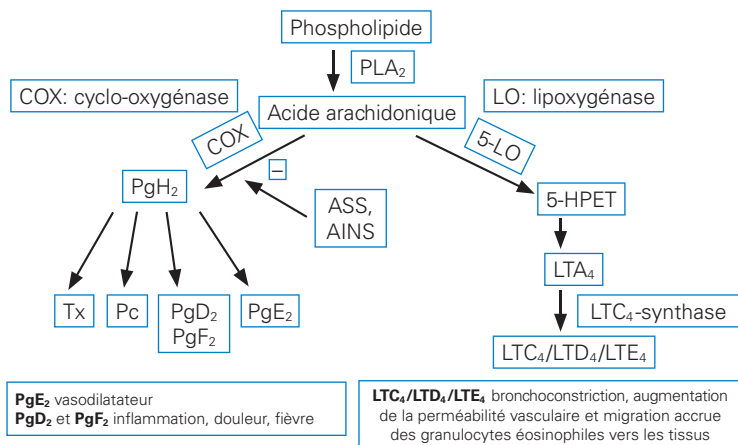 Phospholipide
PLA₂
COX: cyclo-oxygénase
LO: lipoxygénase
Acide arachidonique
COX
5-LO
–
PgH₂
ASS,
AINS
5-HPET
LTA₄
Tx
Pc
PgD₂
PgF₂
PgE₂
LTC₄-synthase
LTC₄/LTD₄/LTE₄
PgE₂ vasodilatateur
PgD₂ et PgF₂ inflammation, douleur, fièvre
LTC₄/LTD₄/LTE₄ bronchoconstriction, augmentation
de la perméabilité vasculaire et migration accrue
des granulocytes éosinophiles vers les tissus